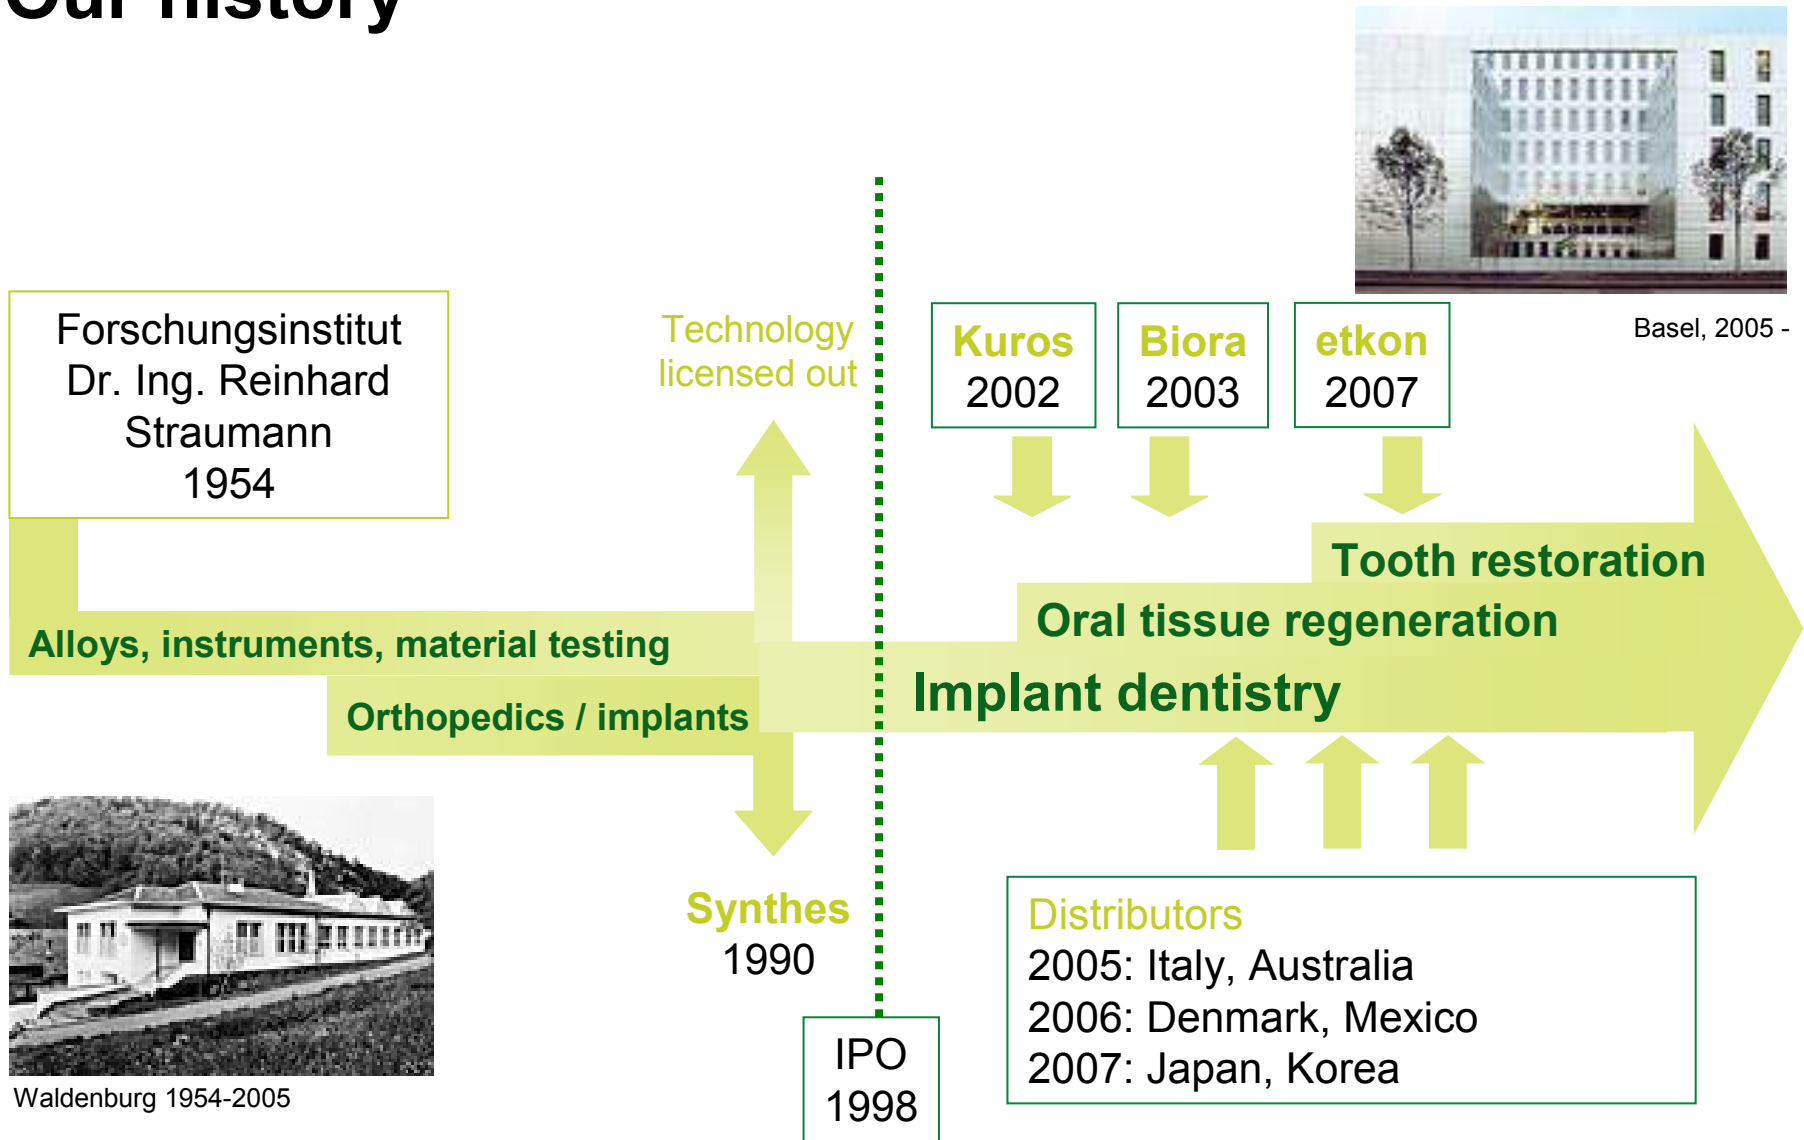 Our history
Forschungsinstitut
Dr. Ing. Reinhard
Straumann
1954
Technology
licensed out
Kuros
2002
Biora
2003
etkon
2007
Basel, 2005 -
Tooth restoration
Oral tissue regeneration
Alloys, instruments, material testing
Implant dentistry
Orthopedics / implants
Synthes
1990
Distributors
2005: Italy, Australia
2006: Denmark, Mexico
2007: Japan, Korea
IPO
1998
Waldenburg 1954-2005